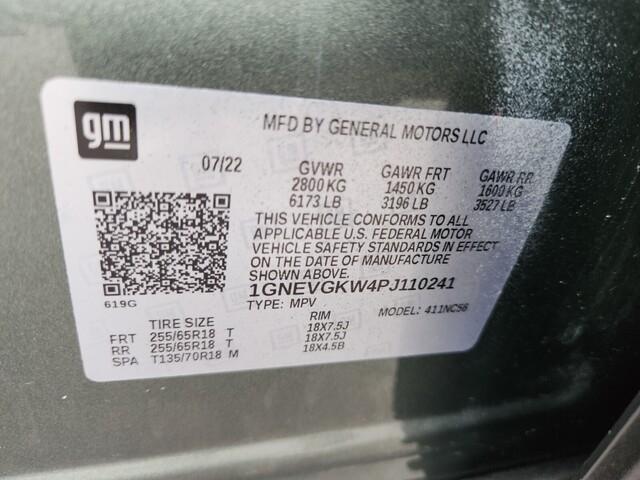 gm
MFD BY GENERAL MOTORS LLC
07/22 GVWR GAWR FRT GAWR RR
2800 KG 1450 KG 1600 KG
6173 LB 3196 LB 3527 LB
THIS VEHICLE CONFORMS TO ALL
APPLICABLE U.S. FEDERAL MOTOR
VEHICLE SAFETY STANDARDS IN EFFECT
ON THE DATE OF MANUFACTURE
SHOWN ABOVE.
619G 1GNEVGKW4PJ110241
TYPE: MPV MODEL: 411NC56
TIRE SIZE RIM
FRT 255/65R18 T 18X7.5J
RR 255/65R18 T 18X7.5J
SPA T135/70R18 M 18X4.5B